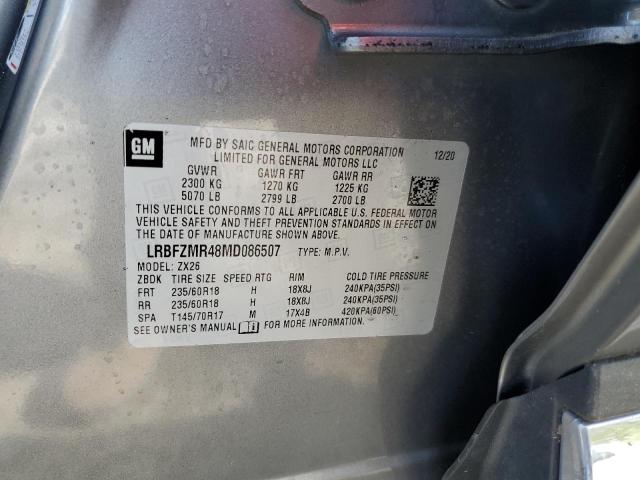 GM
MFD BY SAIC GENERAL MOTORS CORPORATION
LIMITED FOR GENERAL MOTORS LLC
12/20
GVWR GAWR FRT GAWR RR
2300 KG 1270 KG 1225 KG
5070 LB 2799 LB 2700 LB
THIS VEHICLE CONFORMS TO ALL APPLICABLE U.S. FEDERAL MOTOR
VEHICLE SAFETY AND THEFT PREVENTION STANDARDS IN EFFECT ON
THE DATE OF MANUFACTURE SHOWN ABOVE.
LRBFZMR48MD086507 TYPE: M.P.V.
MODEL: ZX26
ZBDK TIRE SIZE SPEED RTG RIM COLD TIRE PRESSURE
FRT 235/60R18 H 18X8J 240KPA(35PSI)
RR 235/60R18 H 18X8J 240KPA(35PSI)
SPA T145/70R17 M 17X4B 420KPA(60PSI)
SEE OWNER'S MANUAL FOR MORE INFORMATION.